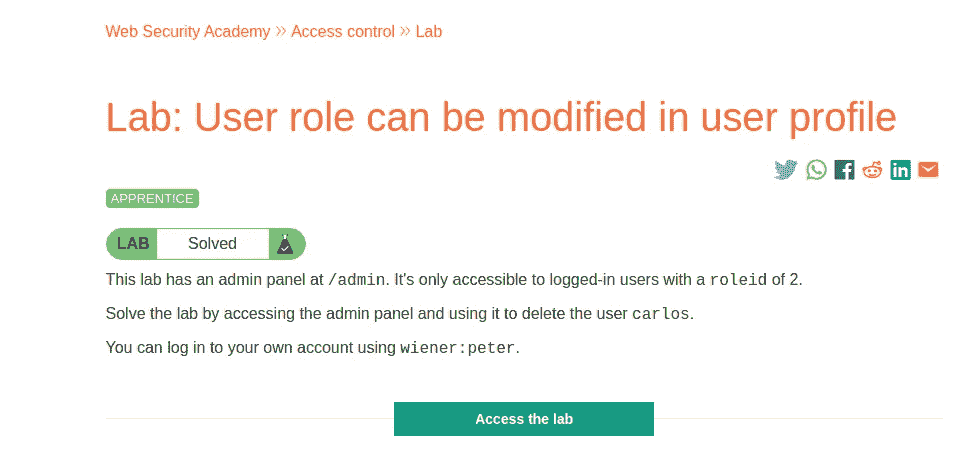 Web Security Academy » Access control » Lab
Lab: User role can be modified in user profile
APPRENTICE
LAB Solved
This lab has an admin panel at /admin. It's only accessible to logged-in users with a roleid of 2.
Solve the lab by accessing the admin panel and using it to delete the user carlos.
You can log in to your own account using wiener:peter.
Access the lab